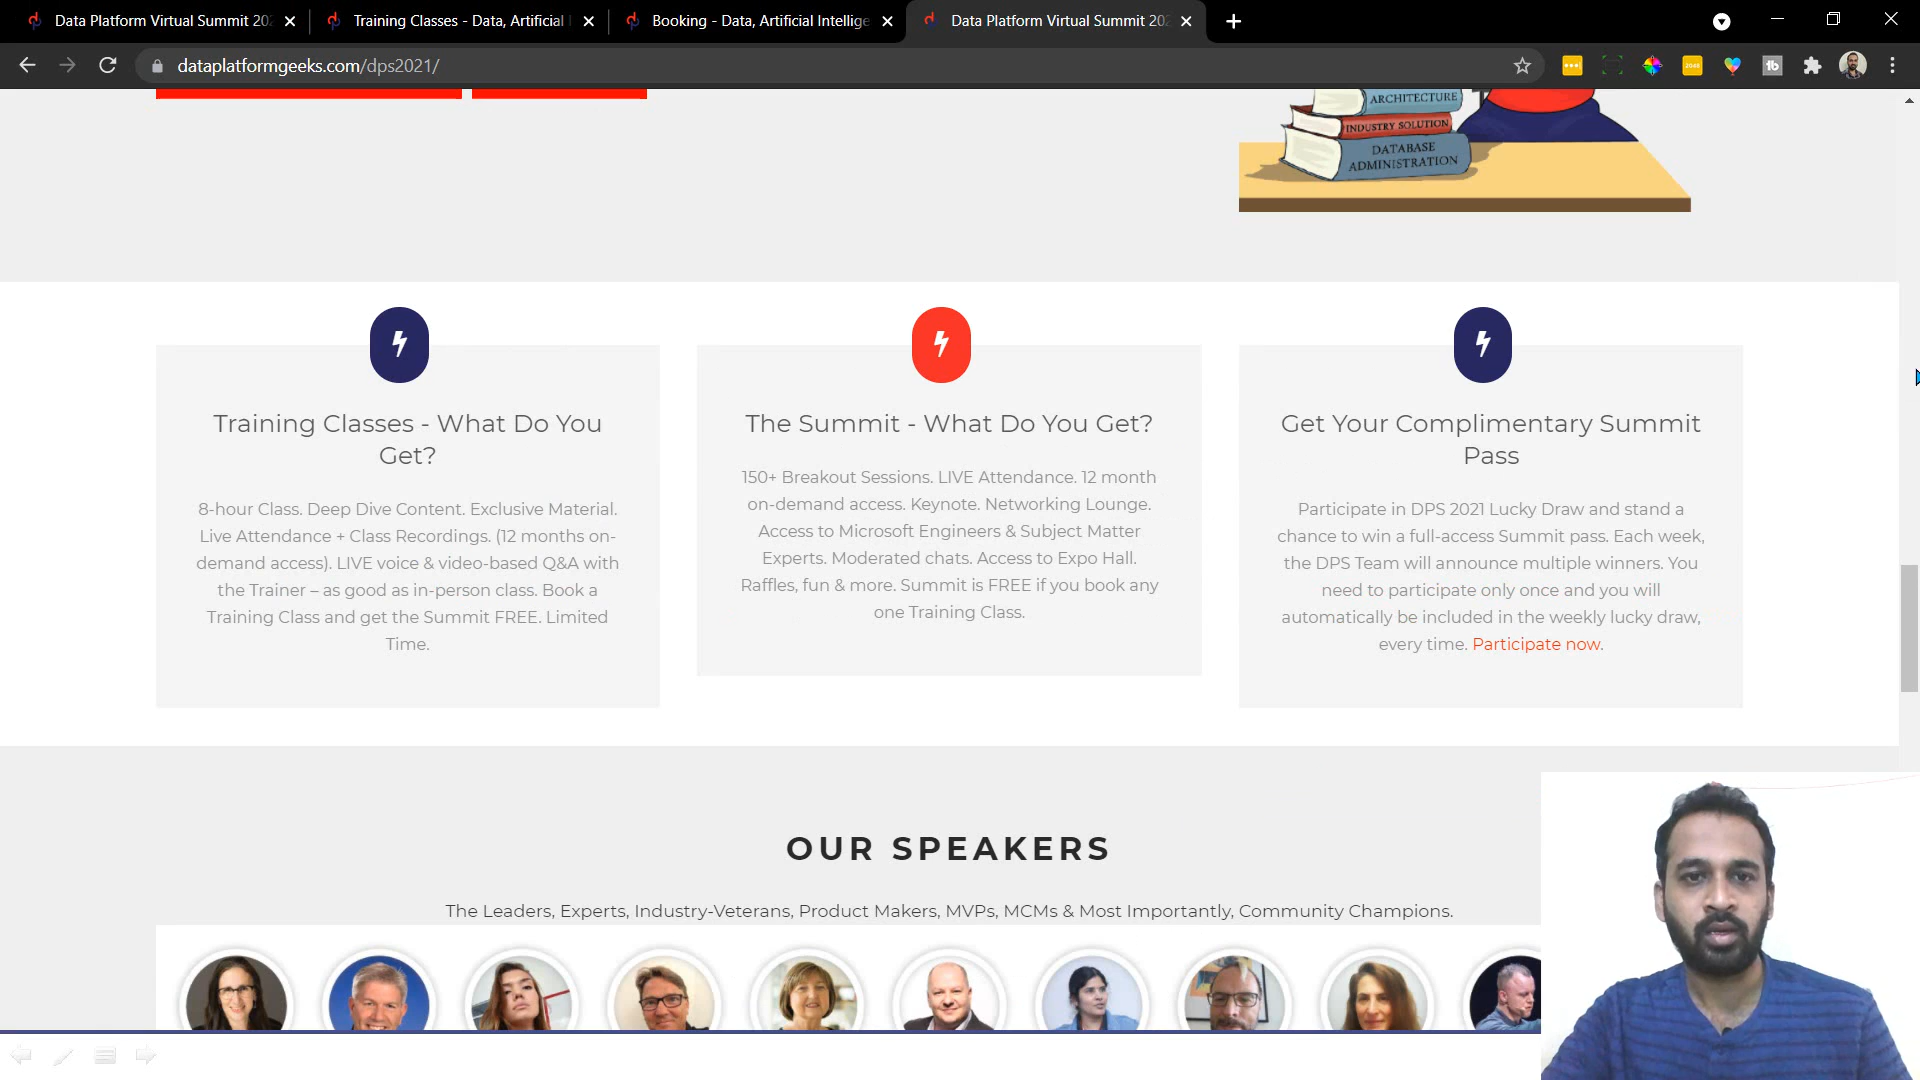 Data Platform Virtual Summit 202
Training Classes - Data, Artificial I
Booking - Data, Artificial Intellige
Data Platform Virtual Summit 202
dataplatformgeeks.com/dps2021/
ARCHITECTURE
INDUSTRY SOLUTION
DATABASE
ADMINISTRATION
Training Classes - What Do You
Get?
8-hour Class. Deep Dive Content. Exclusive Material.
Live Attendance + Class Recordings. (12 months on-
demand access). LIVE voice & video-based Q&A with
the Trainer – as good as in-person class. Book a
Training Class and get the Summit FREE. Limited
Time.
The Summit - What Do You Get?
150+ Breakout Sessions. LIVE Attendance. 12 month
on-demand access. Keynote. Networking Lounge.
Access to Microsoft Engineers & Subject Matter
Experts. Moderated chats. Access to Expo Hall.
Raffles, fun & more. Summit is FREE if you book any
one Training Class.
Get Your Complimentary Summit
Pass
Participate in DPS 2021 Lucky Draw and stand a
chance to win a full-access Summit pass. Each week,
the DPS Team will announce multiple winners. You
need to participate only once and you will
automatically be included in the weekly lucky draw,
every time. Participate now.
OUR SPEAKERS
The Leaders, Experts, Industry-Veterans, Product Makers, MVPs, MCMs & Most Importantly, Community Champions.